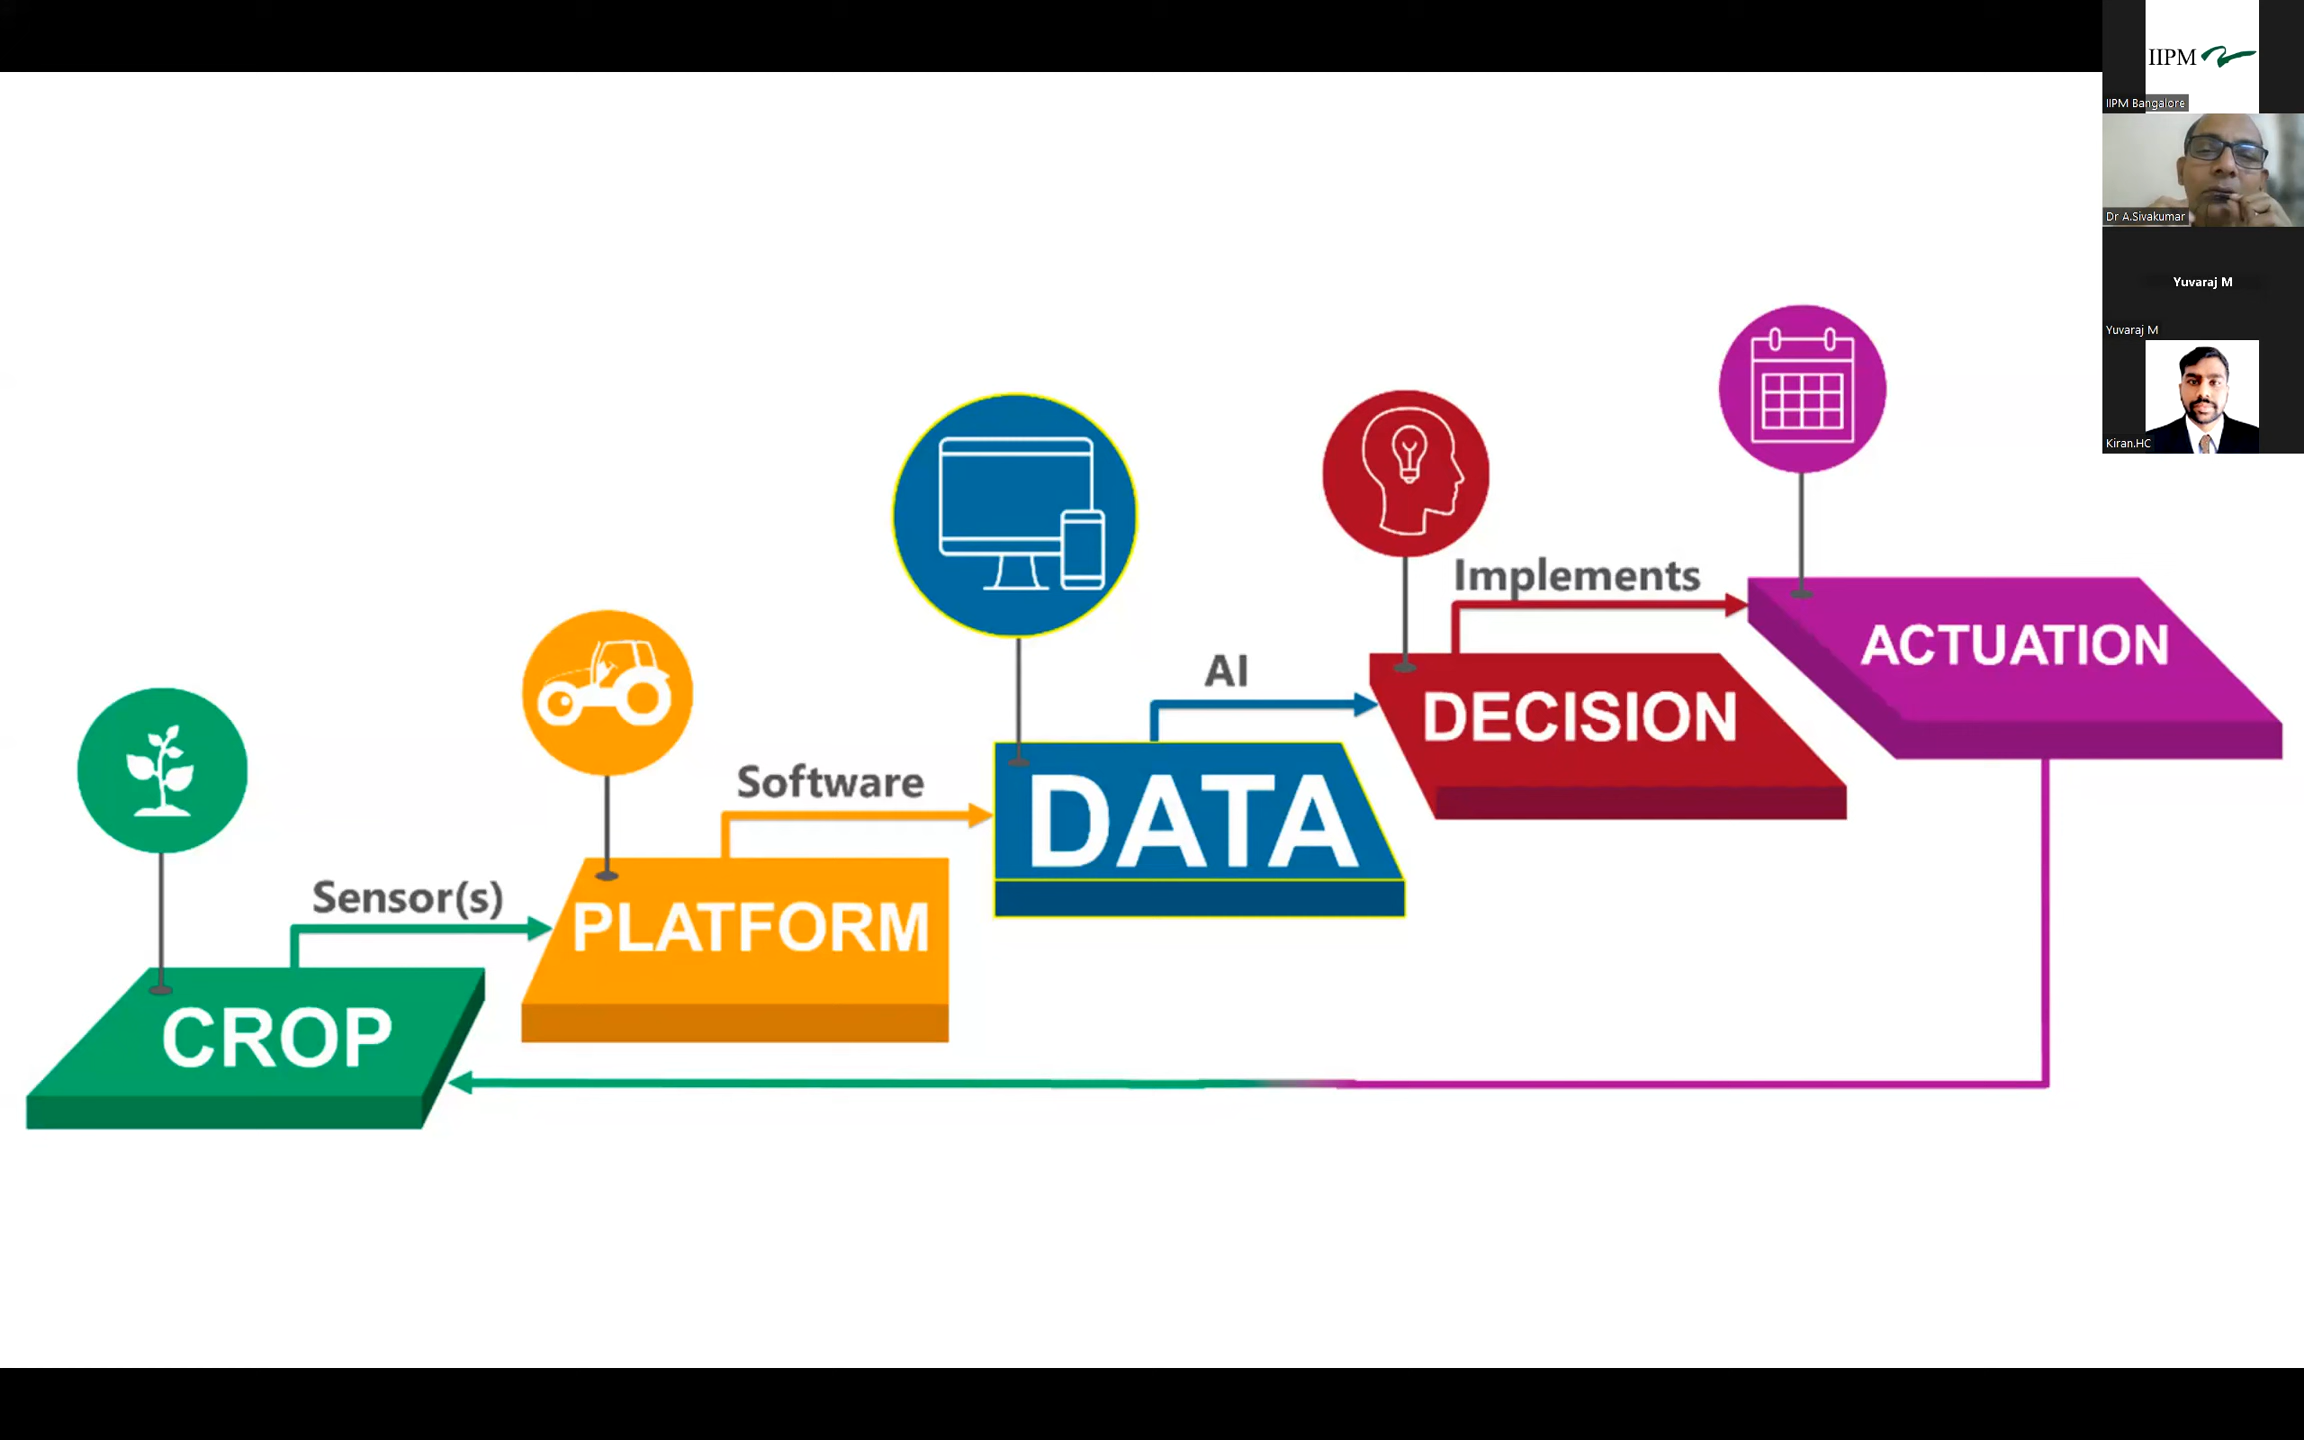 IIPM
IIPM Bangalore
Dr A.Sivakumar
Yuvaraj M
Yuvaraj M
Kiran.HC
Implements
ACTUATION
AI
DECISION
Software
DATA
Sensor(s)
PLATFORM
CROP